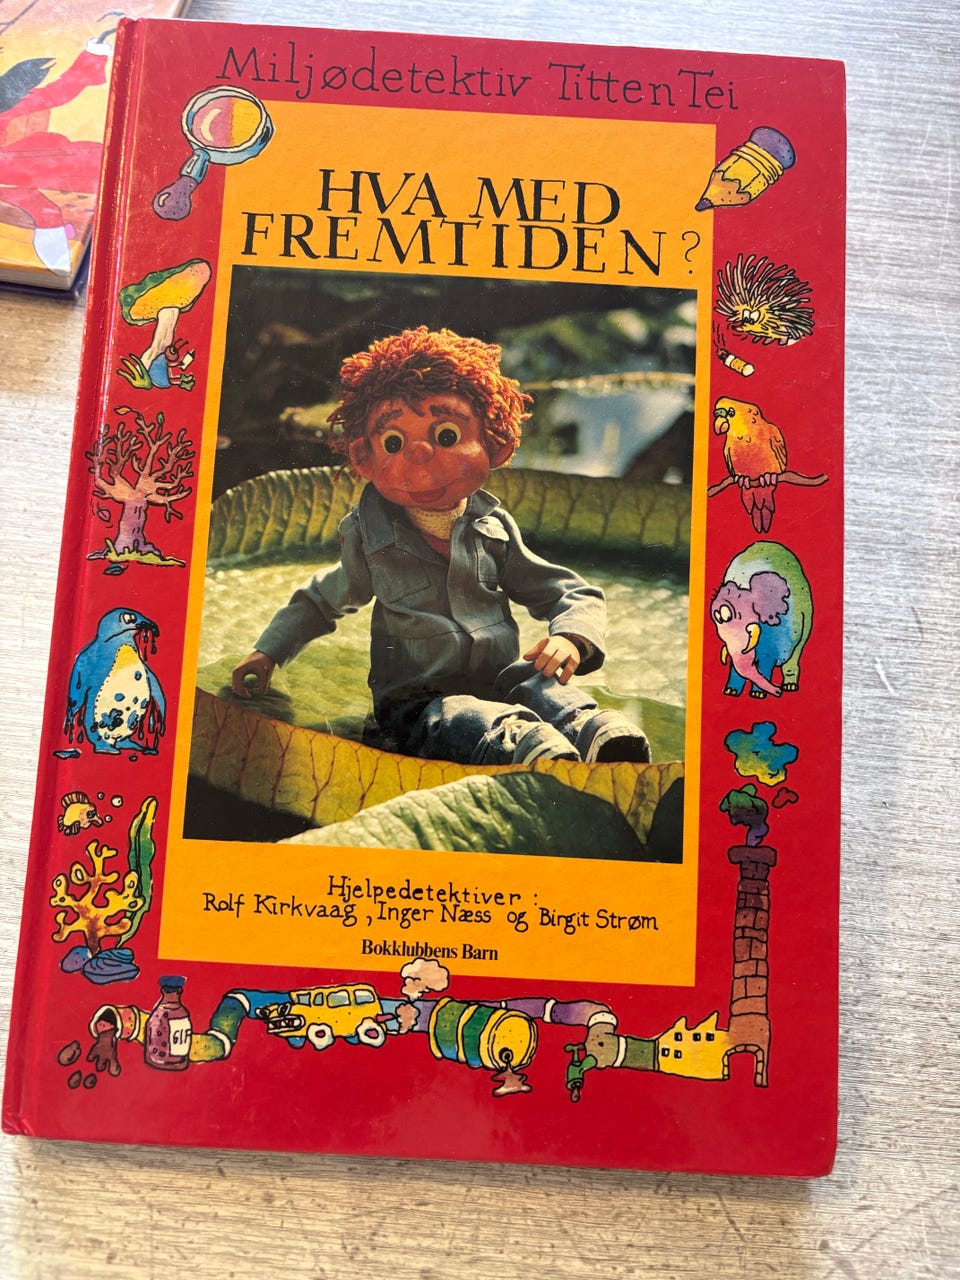 Miljødetektiv Titten Tei
HVA MED
FREMTIDEN?
Hjelpedetektiver :
Rolf Kirkvaag, Inger Næss og Birgit Strøm
Bokklubbens Barn
GIFT